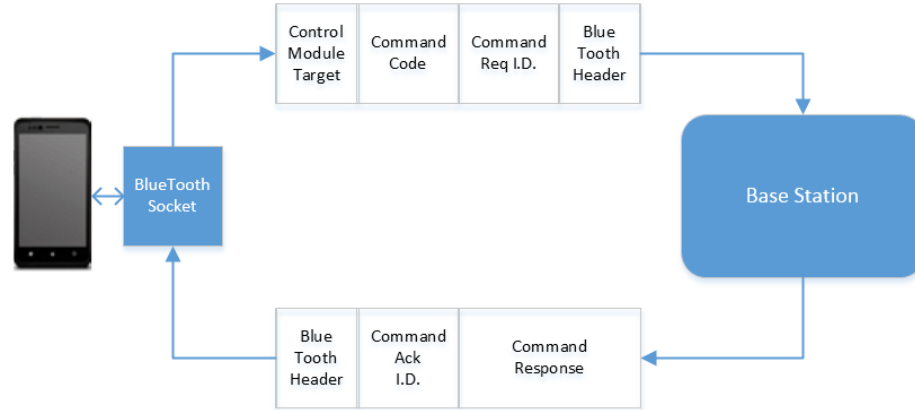 Control
Module
Target
Command
Code
Command
Req I.D.
Blue
Tooth
Header
BlueTooth
Socket
Base Station
Blue
Tooth
Header
Command
Ack
I.D.
Command
Response